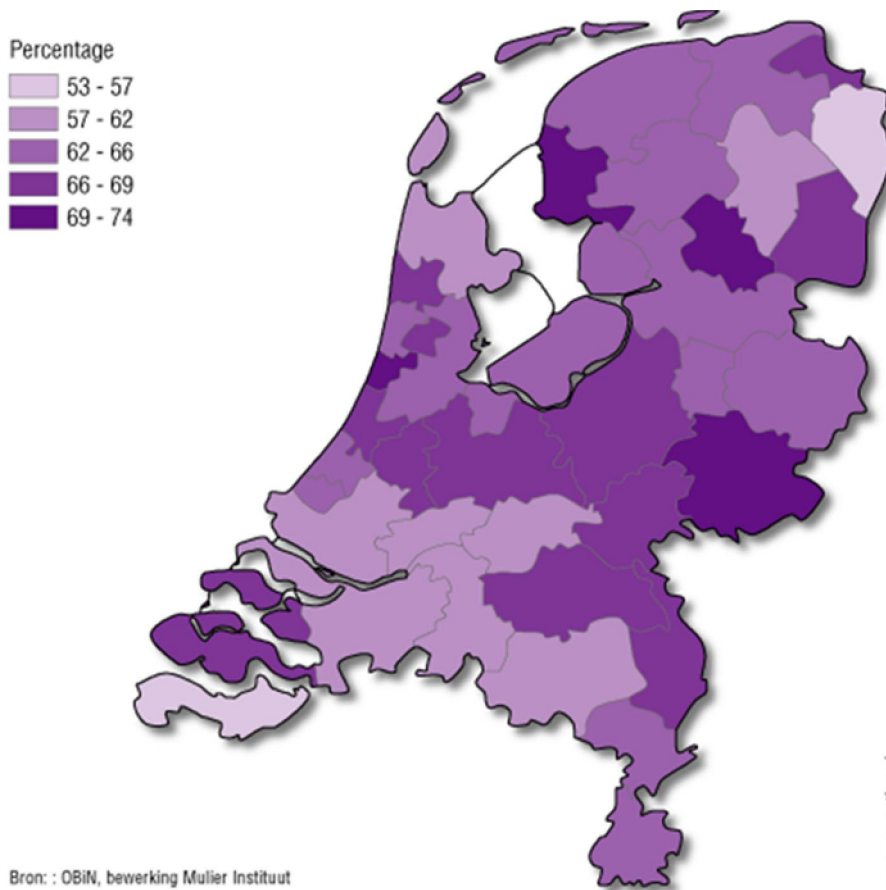 Percentage
53 - 57
57 - 62
62 - 66
66 - 69
69 - 74
Bron: : OBiN, bewerking Mulier Instituut